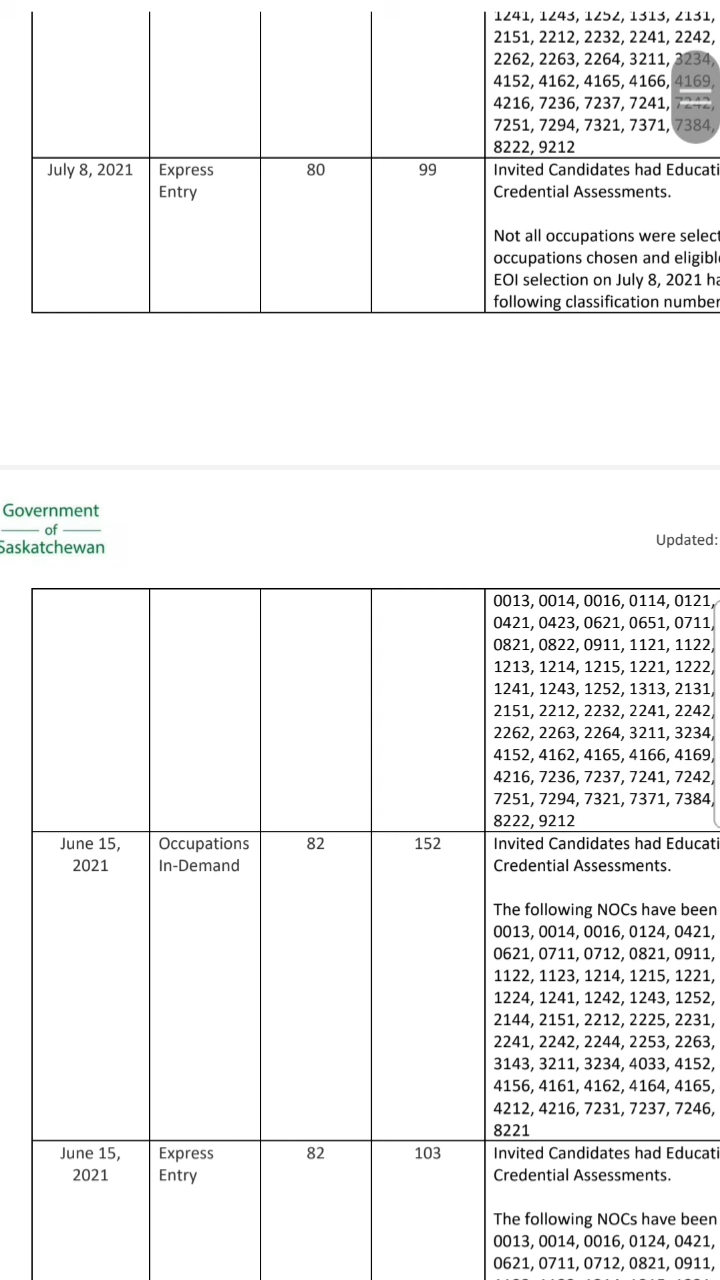 1241, 1243, 1252, 1313, 2131,
2151, 2212, 2232, 2241, 2242,
2262, 2263, 2264, 3211, 3234,
4152, 4162, 4165, 4166, 4169,
4216, 7236, 7237, 7241, 7242,
7251, 7294, 7321, 7371, 7384,
8222, 9212
July 8, 2021 Express 80 99 Invited Candidates had Educati
Entry Credential Assessments.
Not all occupations were select
occupations chosen and eligible
EOI selection on July 8, 2021 ha
following classification number
Government
of
Saskatchewan
Updated:
0013, 0014, 0016, 0114, 0121,
0421, 0423, 0621, 0651, 0711,
0821, 0822, 0911, 1121, 1122,
1213, 1214, 1215, 1221, 1222,
1241, 1243, 1252, 1313, 2131,
2151, 2212, 2232, 2241, 2242,
2262, 2263, 2264, 3211, 3234,
4152, 4162, 4165, 4166, 4169,
4216, 7236, 7237, 7241, 7242,
7251, 7294, 7321, 7371, 7384,
8222, 9212
June 15, Occupations 82 152 Invited Candidates had Educati
2021 In-Demand Credential Assessments.
The following NOCs have been
0013, 0014, 0016, 0124, 0421,
0621, 0711, 0712, 0821, 0911,
1122, 1123, 1214, 1215, 1221,
1224, 1241, 1242, 1243, 1252,
2144, 2151, 2212, 2225, 2231,
2241, 2242, 2244, 2253, 2263,
3143, 3211, 3234, 4033, 4152,
4156, 4161, 4162, 4164, 4165,
4212, 4216, 7231, 7237, 7246,
8221
June 15, Express 82 103 Invited Candidates had Educati
2021 Entry Credential Assessments.
The following NOCs have been
0013, 0014, 0016, 0124, 0421,
0621, 0711, 0712, 0821, 0911,